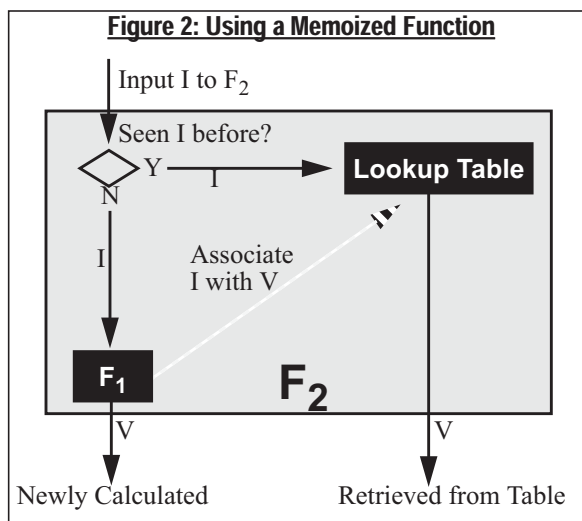 Figure 2: Using a Memoized Function
Input I to F₂
Seen I before?
Y
I
Lookup Table
N
I
Associate
I with V
F₁
F₂
V
V
Newly Calculated
Retrieved from Table